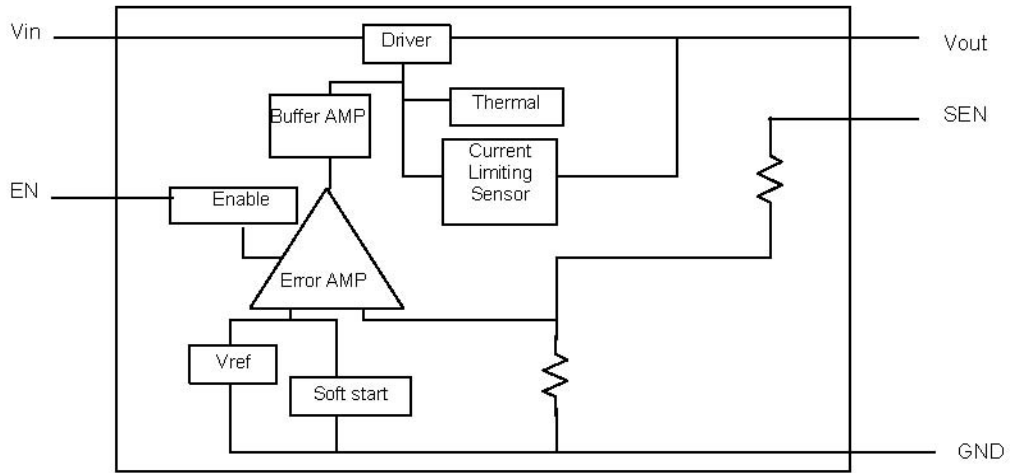 Vin
Driver
Vout
Buffer AMP
Thermal
SEN
Current
Limiting
Sensor
EN
Enable
Error AMP
Vref
Soft start
GND